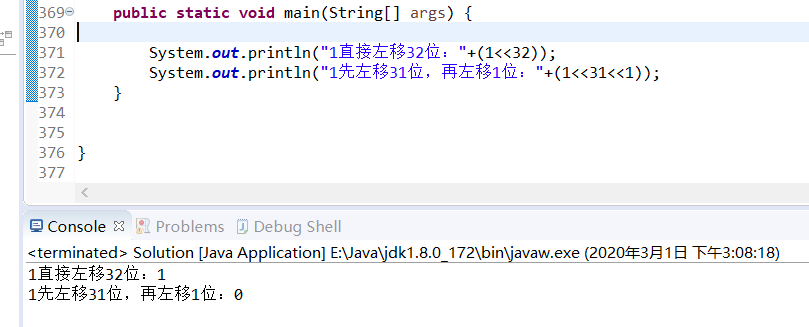 369 public static void main(String[] args) {
370
371 System.out.println("1直接左移32位："+(1<<32));
372 System.out.println("1先左移31位，再左移1位："+(1<<31<<1));
373 }
374
375
376 }
377
Console Problems Debug Shell
<terminated> Solution [Java Application] E:\Java\jdk1.8.0_172\bin\javaw.exe (2020年3月1日 下午3:08:18)
1直接左移32位：1
1先左移31位，再左移1位：0